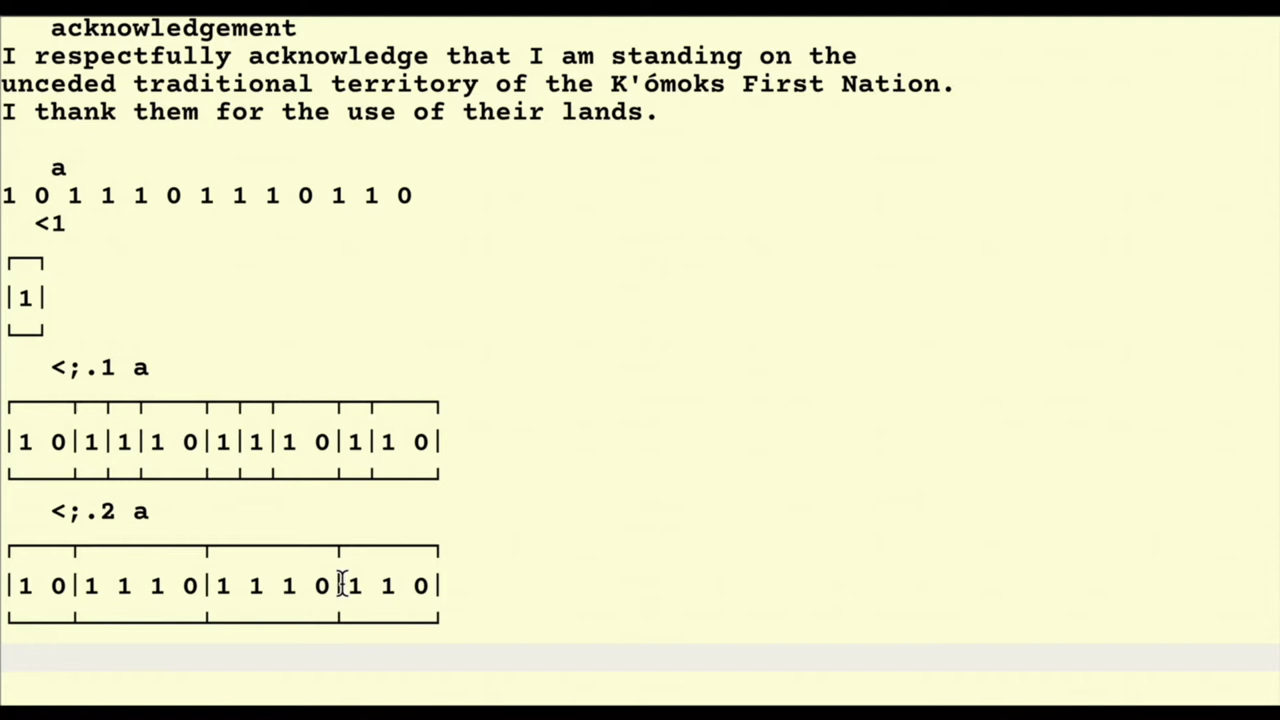 acknowledgement
I respectfully acknowledge that I am standing on the
unceded traditional territory of the K'ómoks First Nation.
I thank them for the use of their lands.
a
1 0 1 1 1 0 1 1 1 0 1 1 0
<1
|1|
<;.1 a
|1 0|1|1|1 0|1|1|1 0|1|1 0|
<;.2 a
|1 0|1 1 1 0|1 1 1 0|1 1 0|